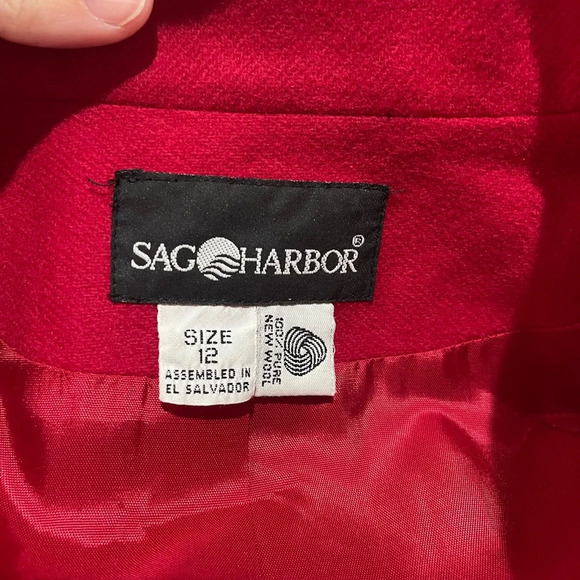 SAG HARBOR®
SIZE
12
ASSEMBLED IN
EL SALVADOR
100% PURE
NEW WOOL